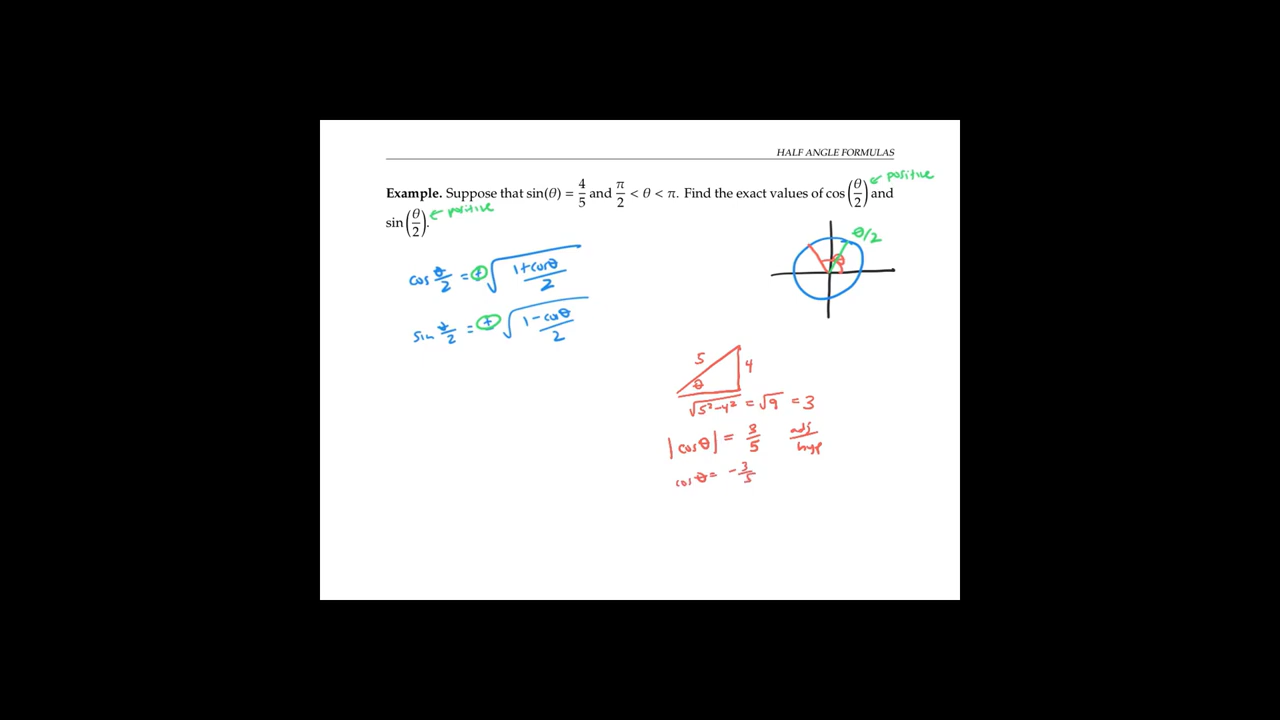 HALF ANGLE FORMULAS
Example. Suppose that sin(θ) = 4/5 and π/2 < θ < π. Find the exact values of cos(θ/2) and ← positive
sin(θ/2). ← positive
θ/2
θ
cos θ/2 = + √((1+cosθ)/2)
sin θ/2 = + √((1-cosθ)/2)
5
4
θ
√(5²-4²) = √9 = 3
|cosθ| = 3/5 adj/hyp
cosθ = -3/5